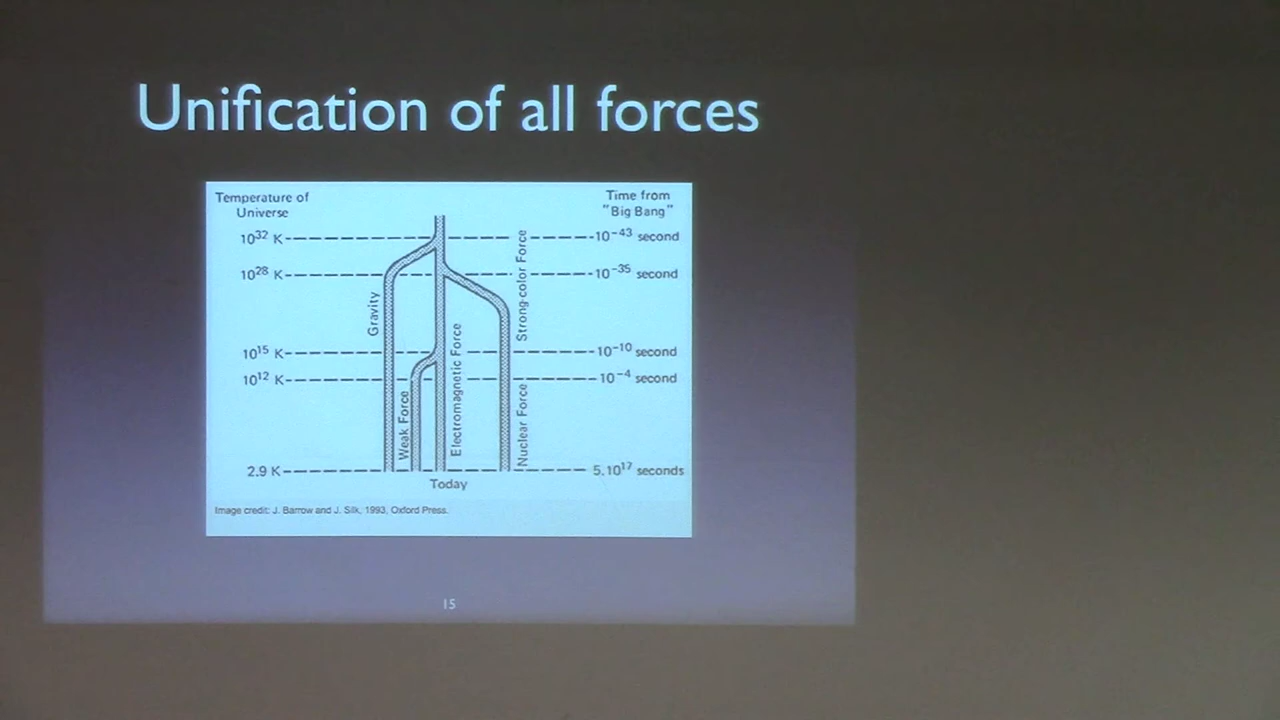 Unification of all forces
Temperature of
Universe
Time from
"Big Bang"
10³² K
10⁻⁴³ second
10²⁸ K
10⁻³⁵ second
Gravity
Strong-color Force
10¹⁵ K
10⁻¹⁰ second
10¹² K
10⁻⁴ second
Weak Force
Electromagnetic Force
Nuclear Force
2.9 K
5.10¹⁷ seconds
Today
Image credit: J. Barrow and J. Silk, 1993, Oxford Press.
15